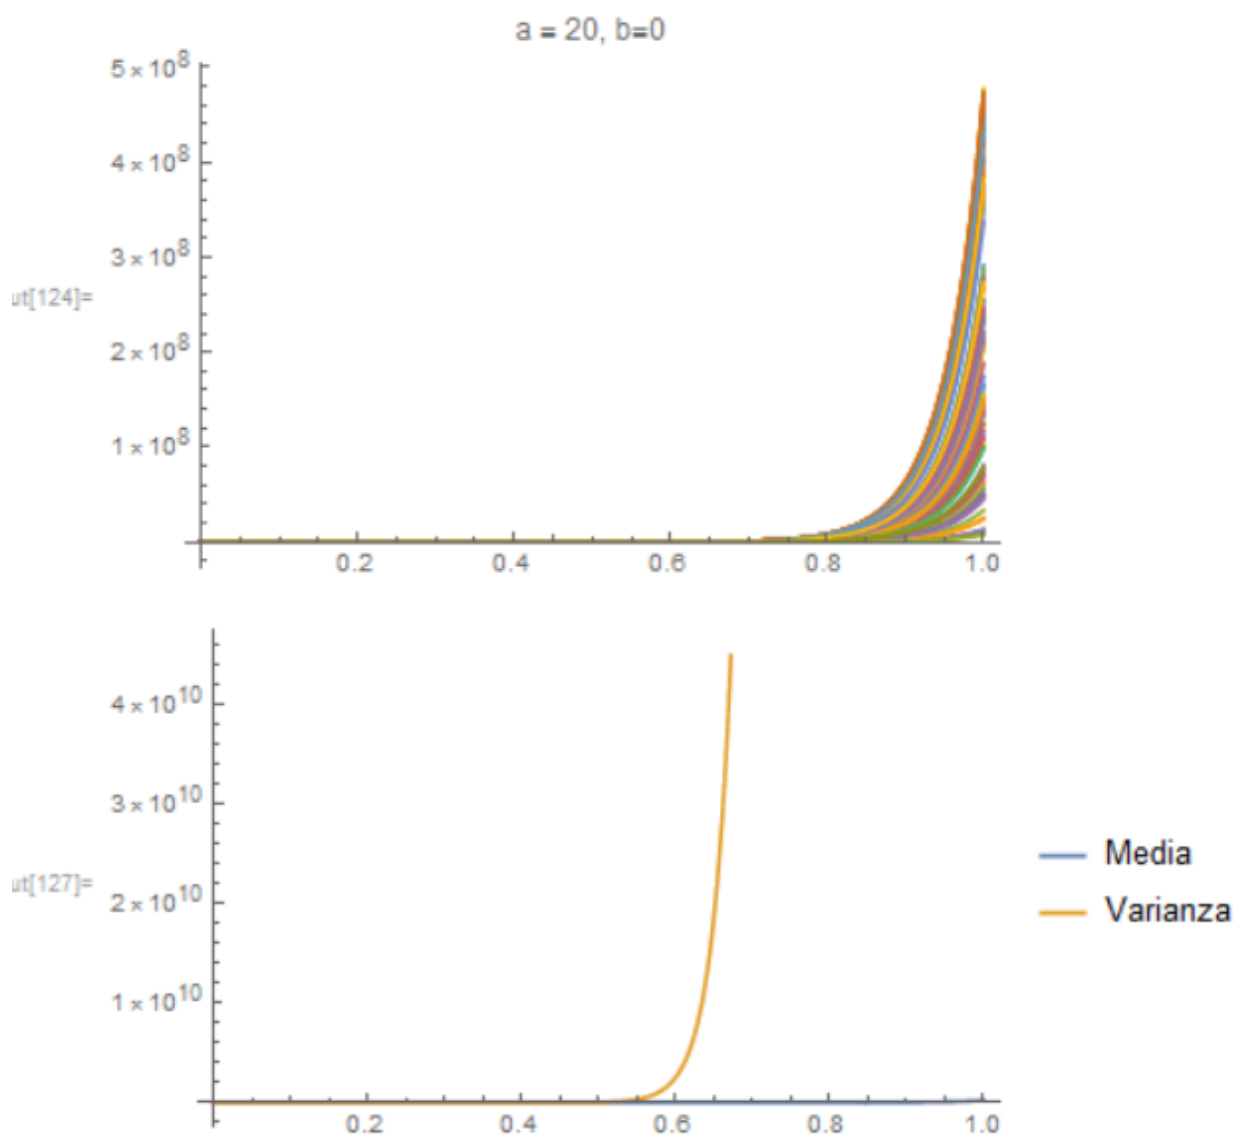 a = 20, b=0
5 × 10^8
4 × 10^8
3 × 10^8
ut[124]=
2 × 10^8
1 × 10^8
0.2 0.4 0.6 0.8 1.0
4 × 10^10
3 × 10^10
Media
ut[127]=
2 × 10^10
Varianza
1 × 10^10
0.2 0.4 0.6 0.8 1.0